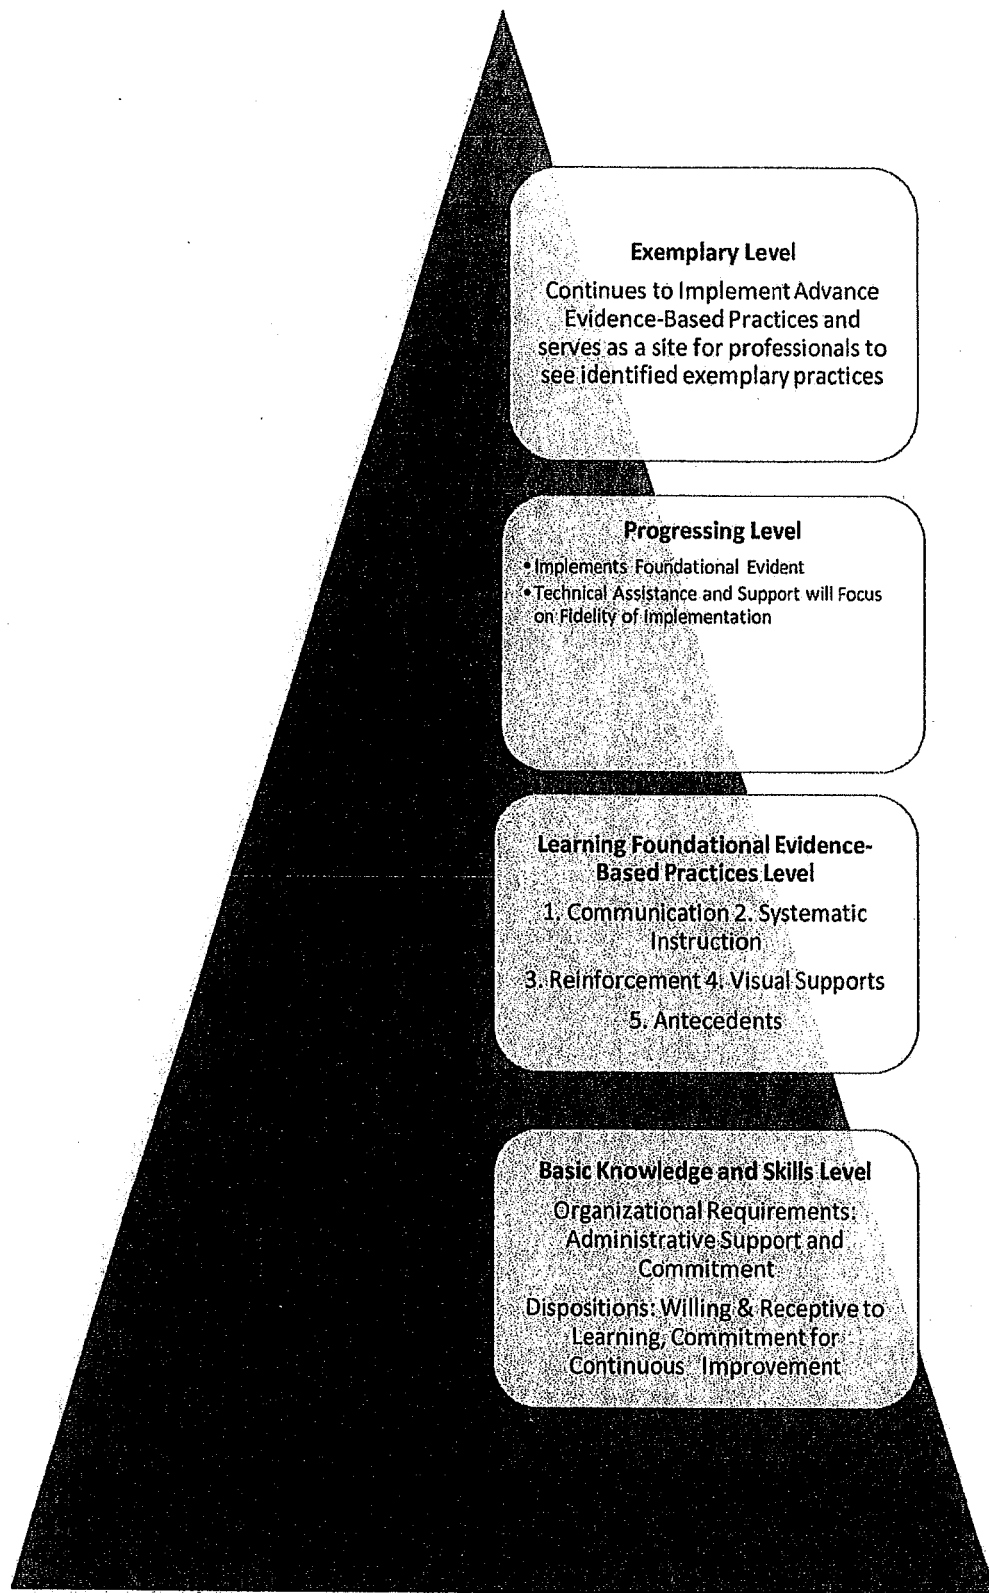 Exemplary Level
Continues to Implement Advance
Evidence-Based Practices and
serves as a site for professionals to
see identified exemplary practices
Progressing Level
• Implements Foundational Evident
• Technical Assistance and Support will Focus
on Fidelity of Implementation
Learning Foundational Evidence-
Based Practices Level
1. Communication 2. Systematic
Instruction
3. Reinforcement 4. Visual Supports
5. Antecedents
Basic Knowledge and Skills Level
Organizational Requirements:
Administrative Support and
Commitment
Dispositions: Willing & Receptive to
Learning, Commitment for
Continuous Improvement